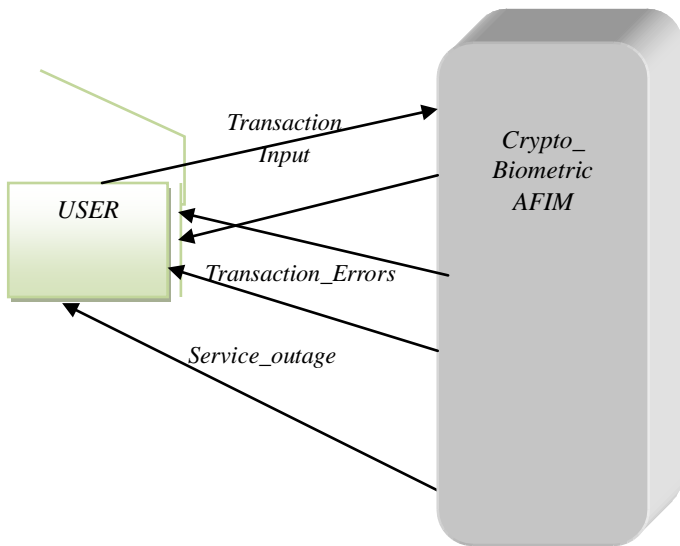 Transaction
Input
Crypto_
Biometric
AFIM
USER
Transaction_Errors
Service_outage